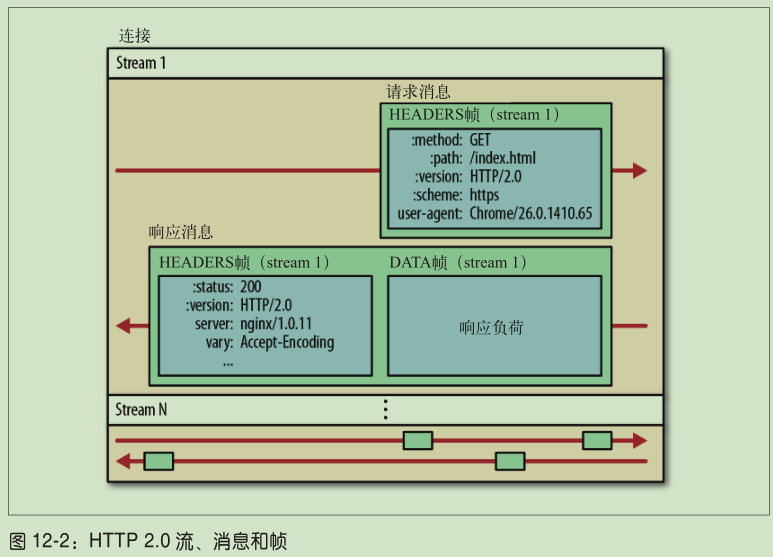 连接
Stream 1
请求消息
HEADERS帧（stream 1）
:method: GET
:path: /index.html
:version: HTTP/2.0
:scheme: https
user-agent: Chrome/26.0.1410.65
响应消息
HEADERS帧（stream 1）
:status: 200
:version: HTTP/2.0
server: nginx/1.0.11
vary: Accept-Encoding
...
DATA帧（stream 1）
响应负荷
Stream N
图 12-2：HTTP 2.0 流、消息和帧